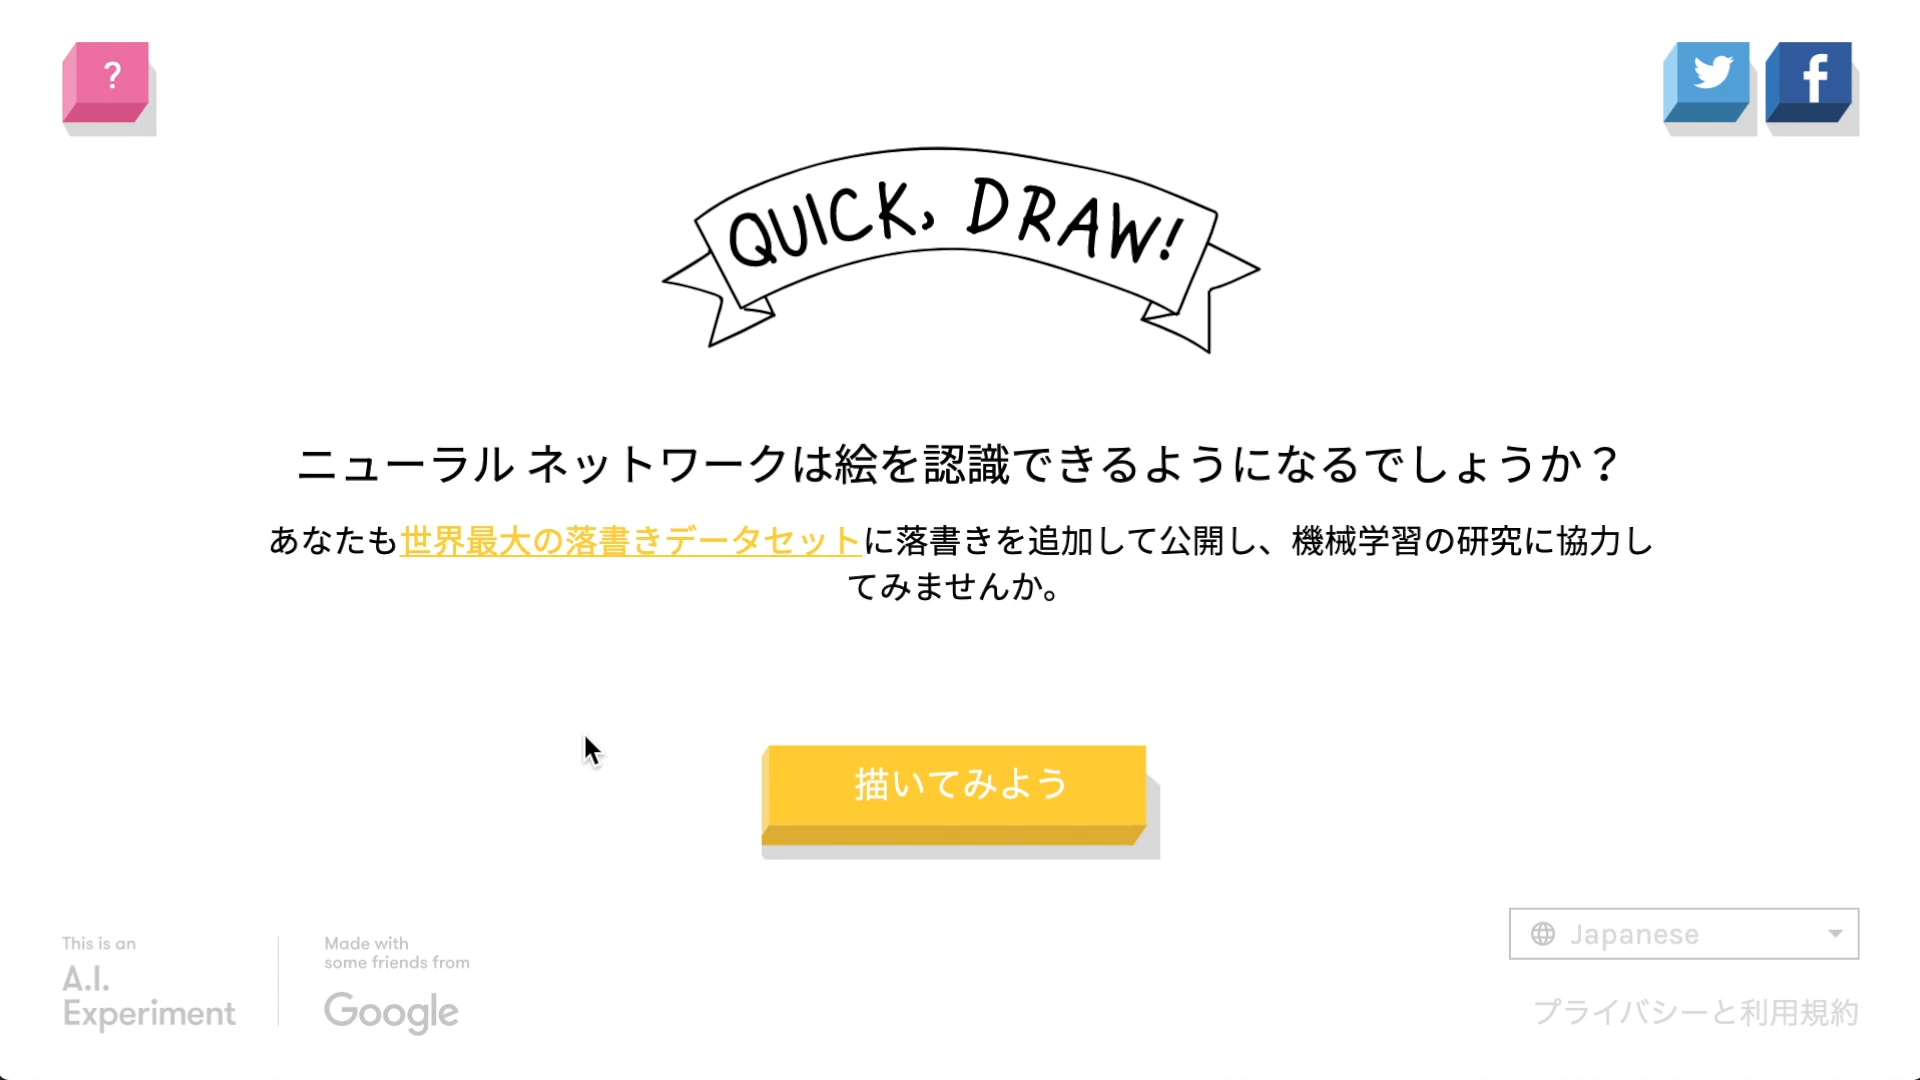 ?
QUICK, DRAW!
ニューラル ネットワークは絵を認識できるようになるでしょうか？
あなたも世界最大の落書きデータセットに落書きを追加して公開し、機械学習の研究に協力し
てみませんか。
描いてみよう
This is an
A.I.
Experiment
Made with
some friends from
Google
Japanese
プライバシーと利用規約